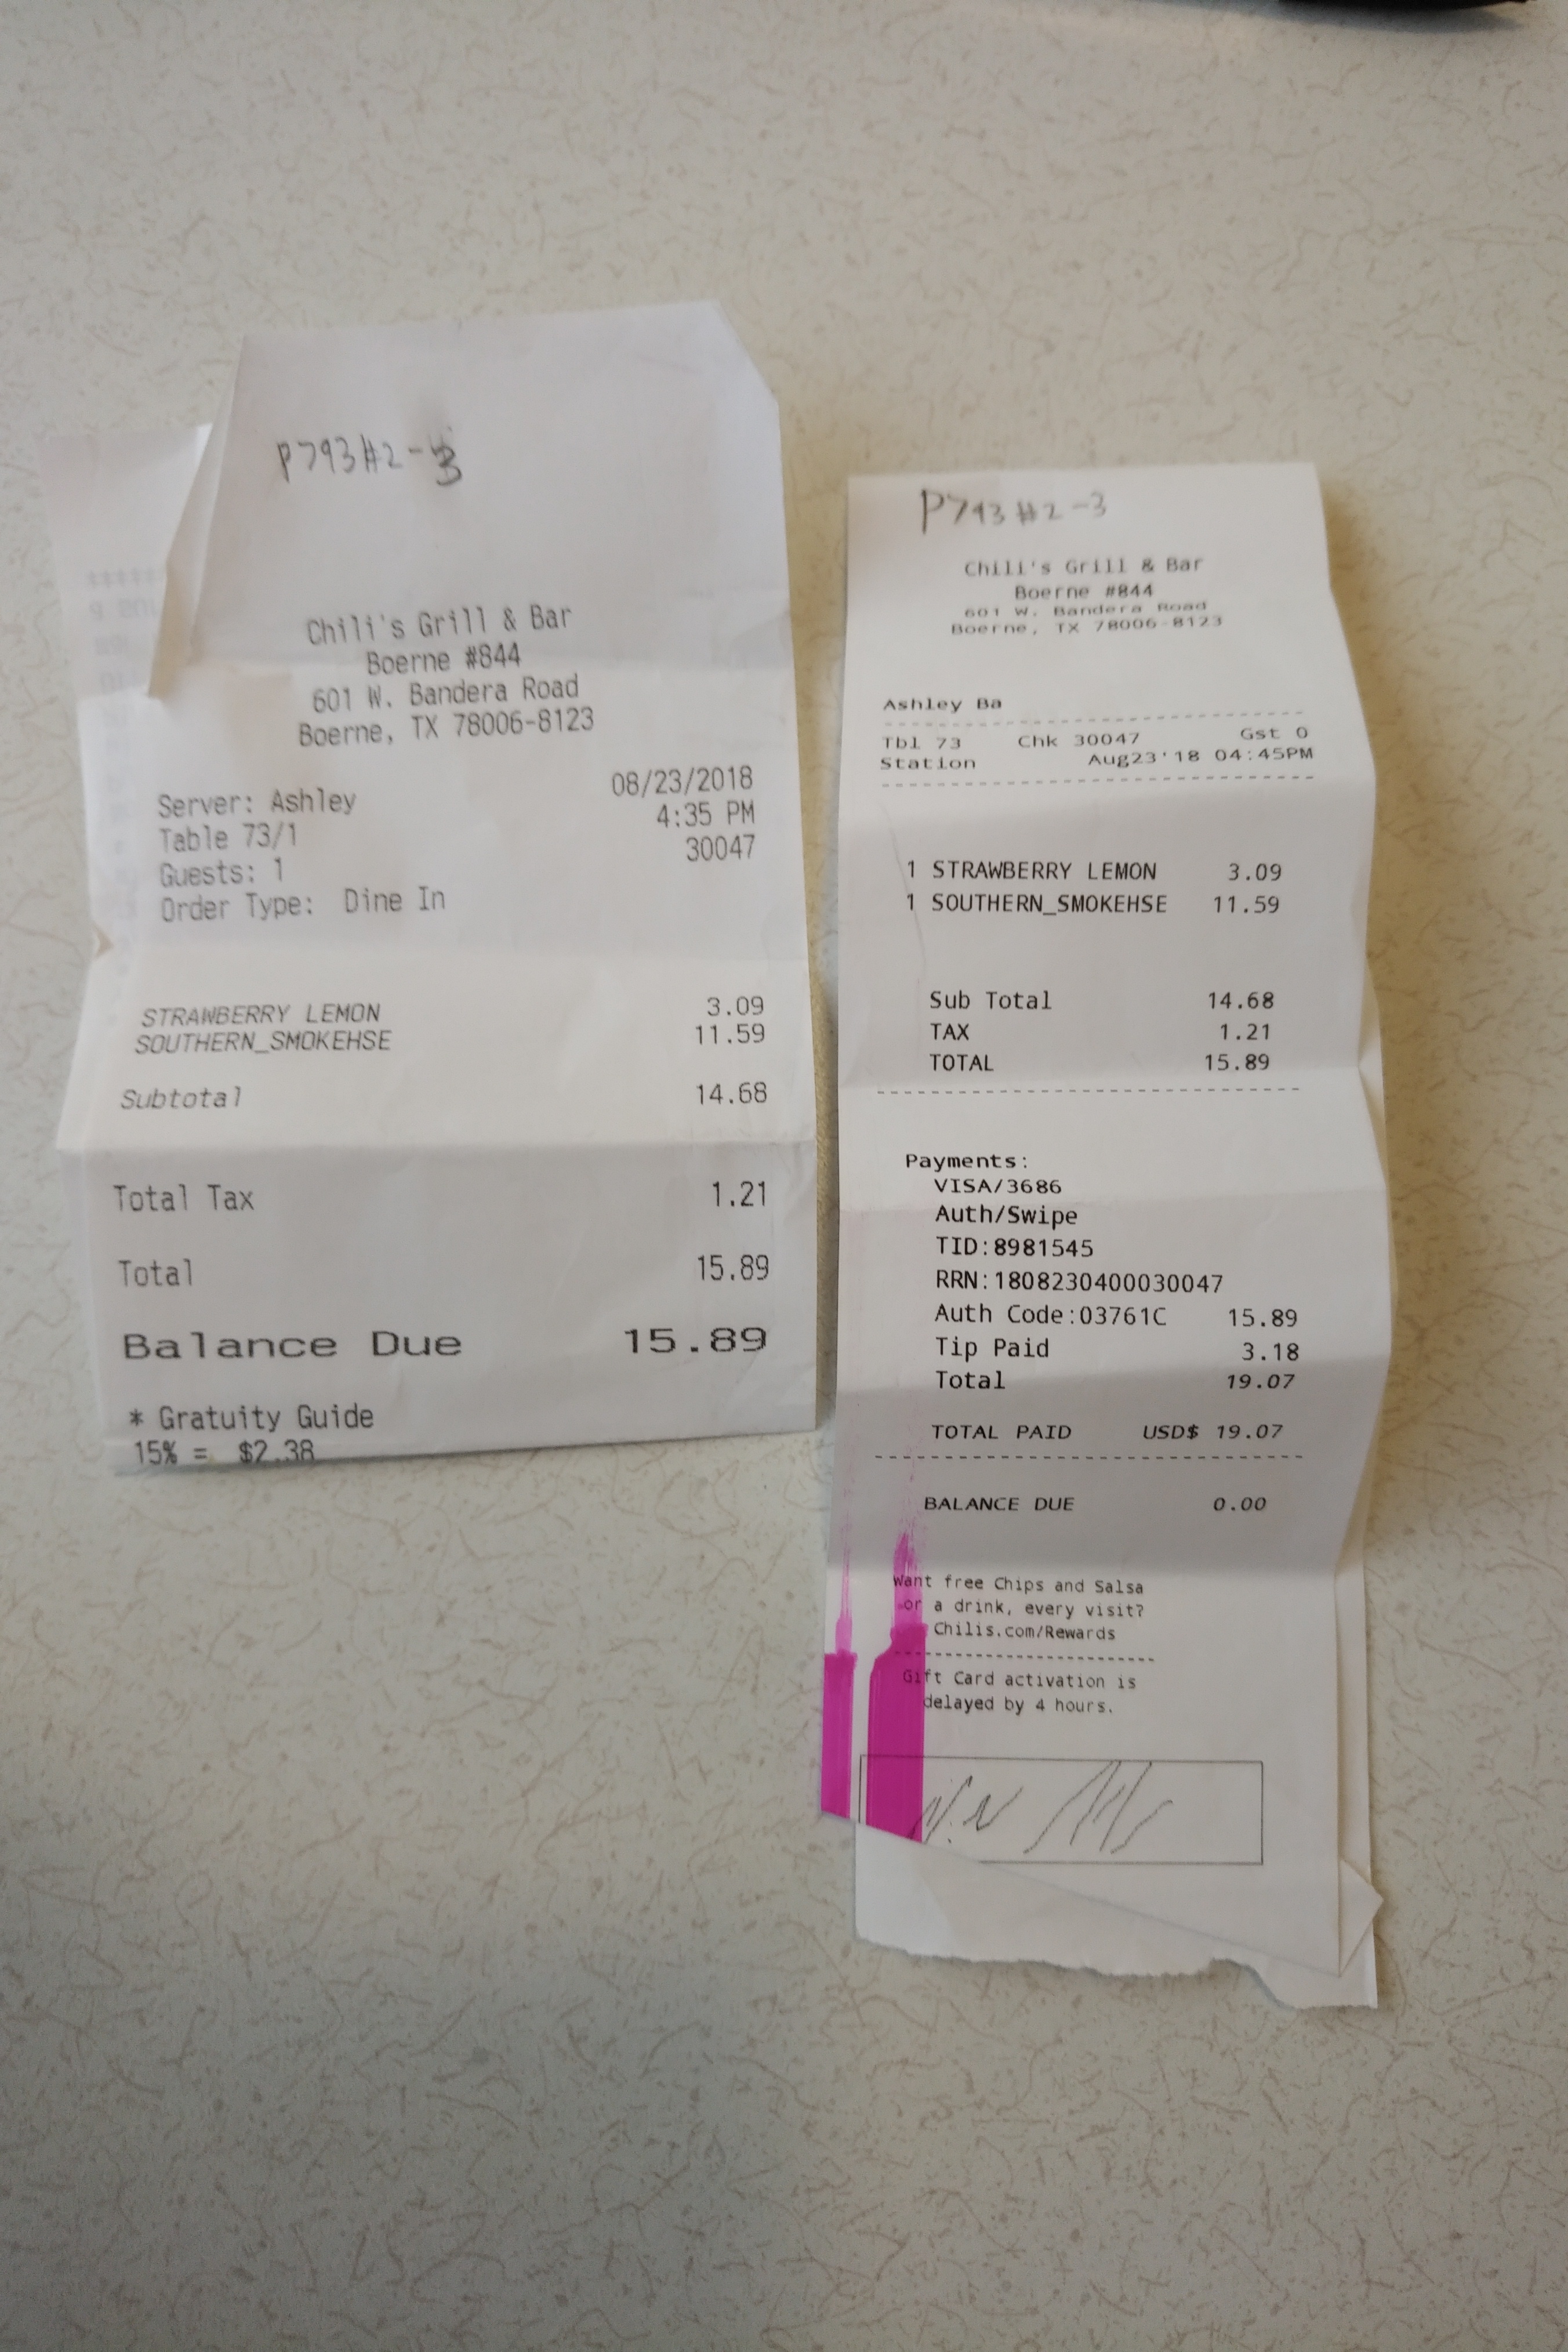 P793#2-3
Chili's Grill & Bar
Boerne #844
601 W. Bandera Road
Boerne, TX 78006-8123
08/23/2018
Server: Ashley 4:35 PM
Table 73/1 30047
Guests: 1
Order Type: Dine In
STRAWBERRY LEMON 3.09
SOUTHERN_SMOKEHSE 11.59
Subtotal 14.68
Total Tax 1.21
Total 15.89
Balance Due 15.89
* Gratuity Guide
15% = $2.38
P793#2-3
Chili's Grill & Bar
Boerne #844
601 W. Bandera Road
Boerne, TX 78006-8123
Ashley Ba
Tbl 73 Chk 30047 Gst 0
Station Aug23'18 04:45PM
1 STRAWBERRY LEMON 3.09
1 SOUTHERN_SMOKEHSE 11.59
Sub Total 14.68
TAX 1.21
TOTAL 15.89
Payments:
VISA/3686
Auth/Swipe
TID:8981545
RRN:1808230400030047
Auth Code:03761C 15.89
Tip Paid 3.18
Total 19.07
TOTAL PAID USD$ 19.07
BALANCE DUE 0.00
Want free Chips and Salsa
or a drink, every visit?
Chilis.com/Rewards
Gift Card activation is
delayed by 4 hours.